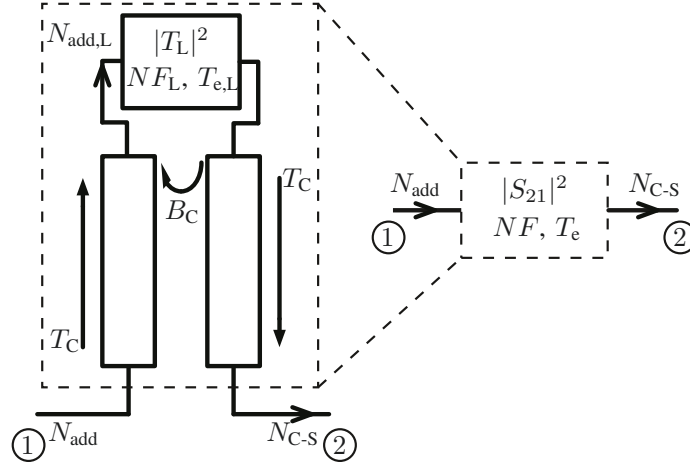 N_add,L
|T_L|^2
NF_L, T_e,L
T_C
B_C
T_C
N_add
|S_21|^2
NF, T_e
N_C-S
1
2
1
N_add
N_C-S
2